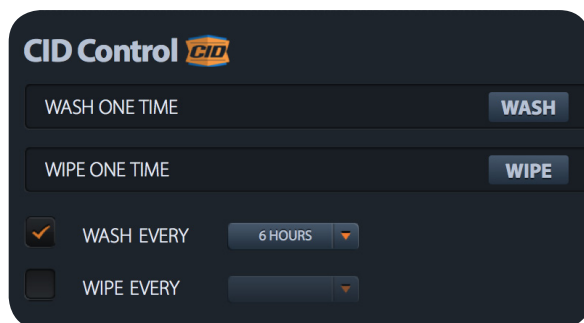 CID Control CID
WASH ONE TIME WASH
WIPE ONE TIME WIPE
WASH EVERY 6 HOURS
WIPE EVERY